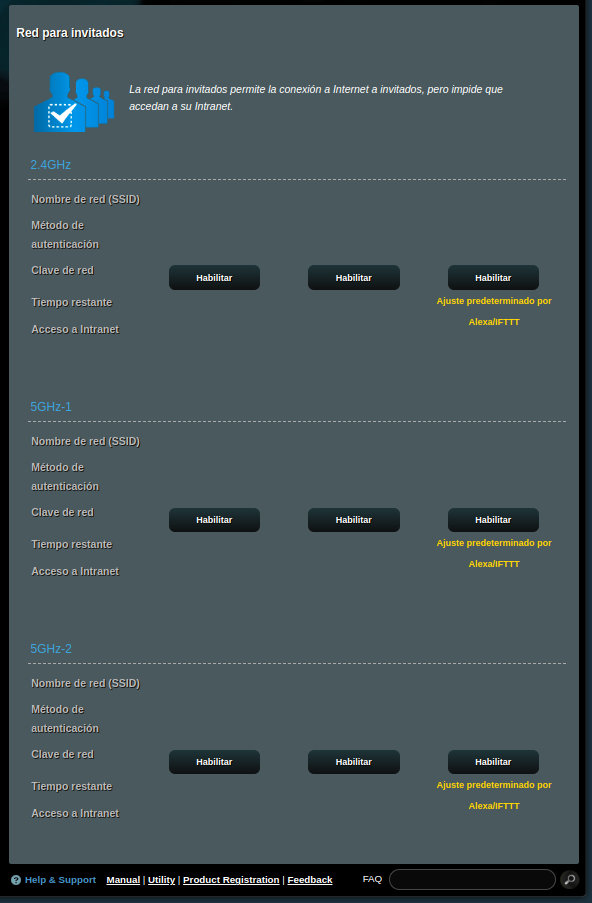 Red para invitados
La red para invitados permite la conexión a Internet a invitados, pero impide que
accedan a su Intranet.
2.4GHz
Nombre de red (SSID)
Método de
autenticación
Clave de red
Habilitar Habilitar Habilitar
Tiempo restante
Ajuste predeterminado por
Alexa/IFTTT
Acceso a Intranet
5GHz-1
Nombre de red (SSID)
Método de
autenticación
Clave de red
Habilitar Habilitar Habilitar
Tiempo restante
Ajuste predeterminado por
Alexa/IFTTT
Acceso a Intranet
5GHz-2
Nombre de red (SSID)
Método de
autenticación
Clave de red
Habilitar Habilitar Habilitar
Tiempo restante
Ajuste predeterminado por
Alexa/IFTTT
Acceso a Intranet
? Help & Support Manual | Utility | Product Registration | Feedback FAQ